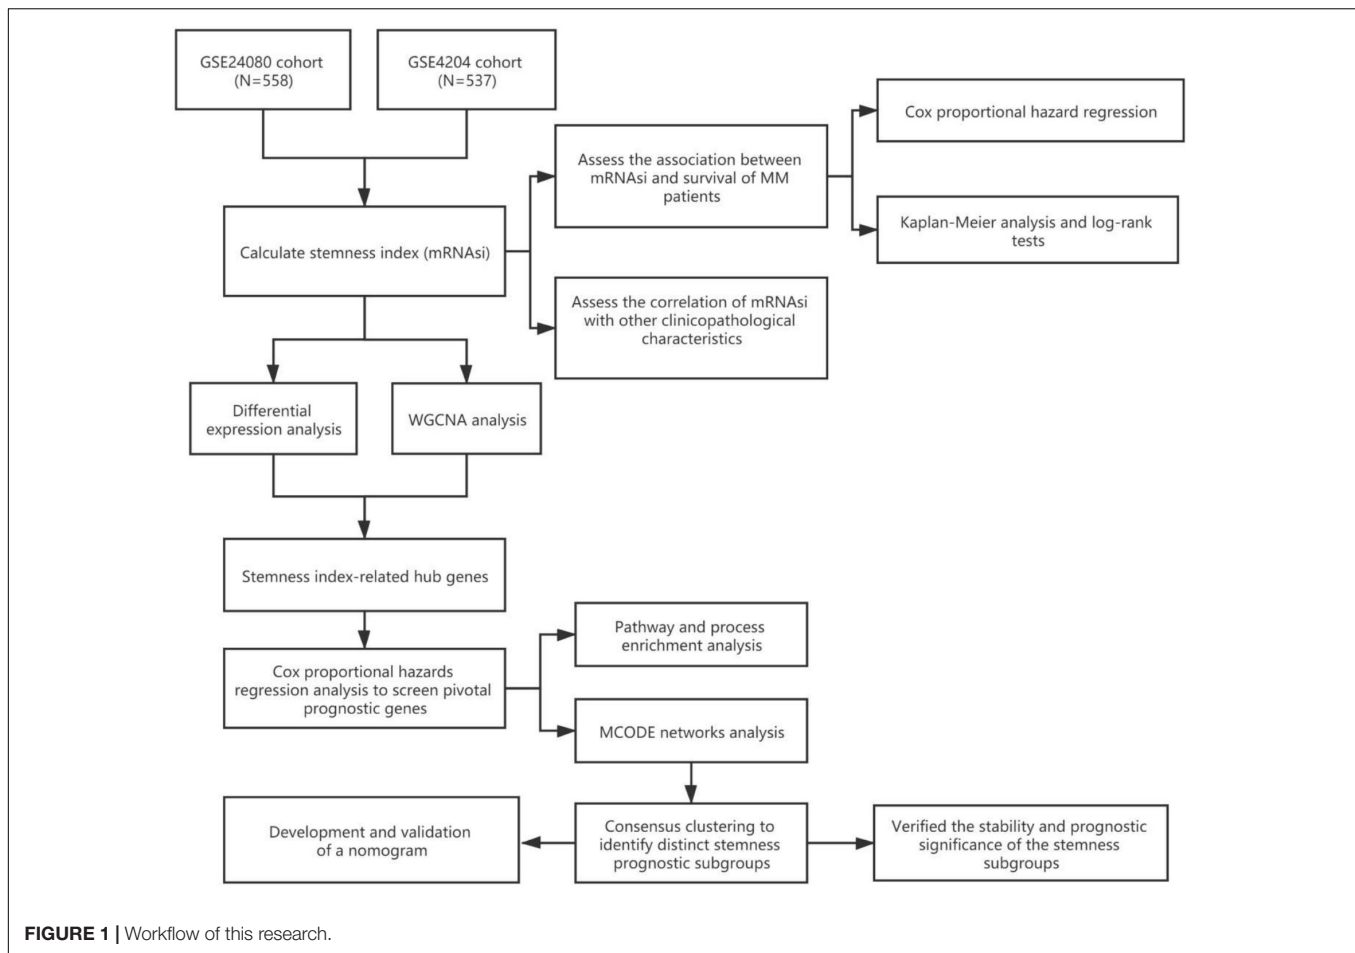 GSE24080 cohort
(N=558)
GSE4204 cohort
(N=537)
Cox proportional hazard regression
Assess the association between
mRNAsi and survival of MM
patients
Kaplan-Meier analysis and log-rank
tests
Calculate stemness index (mRNAsi)
Assess the correlation of mRNAsi
with other clinicopathological
characteristics
Differential
expression analysis
WGCNA analysis
Stemness index-related hub genes
Pathway and process
enrichment analysis
Cox proportional hazards
regression analysis to screen pivotal
prognostic genes
MCODE networks analysis
Development and validation
of a nomogram
Consensus clustering to
identify distinct stemness
prognostic subgroups
Verified the stability and prognostic
significance of the stemness
subgroups
FIGURE 1 | Workflow of this research.